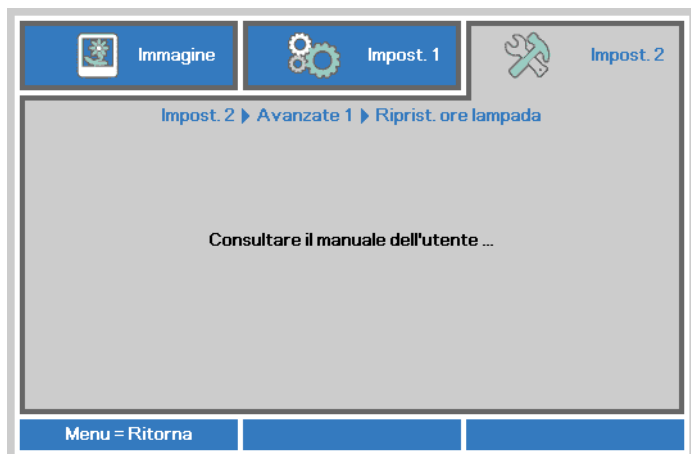 Immagine
Impost. 1
Impost. 2
Impost. 2 ▶ Avanzate 1 ▶ Riprist. ore lampada
Consultare il manuale dell'utente ...
Menu = Ritorna